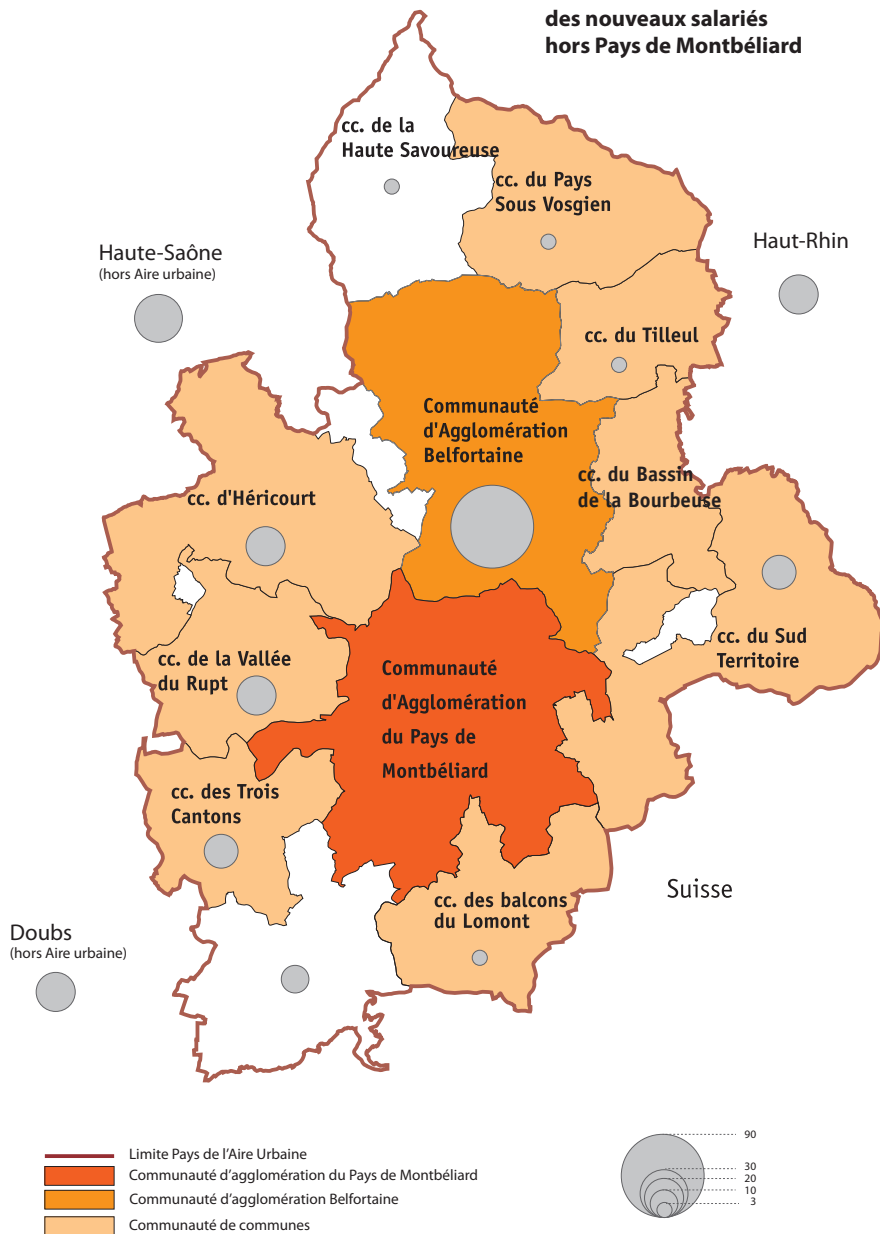 des nouveaux salariés
hors Pays de Montbéliard
cc. de la
Haute Savoureuse
cc. du Pays
Sous Vosgien
Haute-Saône
(hors Aire urbaine)
Haut-Rhin
cc. du Tilleul
Communauté
d'Agglomération
Belfortaine
cc. du Bassin
de la Bourbeuse
cc. d'Héricourt
cc. du Sud
Territoire
cc. de la Vallée
du Rupt
Communauté
d'Agglomération
du Pays de
Montbéliard
cc. des Trois
Cantons
Suisse
cc. des balcons
du Lomont
Doubs
(hors Aire urbaine)
Limite Pays de l'Aire Urbaine
Communauté d'agglomération du Pays de Montbéliard
Communauté d'agglomération Belfortaine
Communauté de communes
90
30
20
10
3